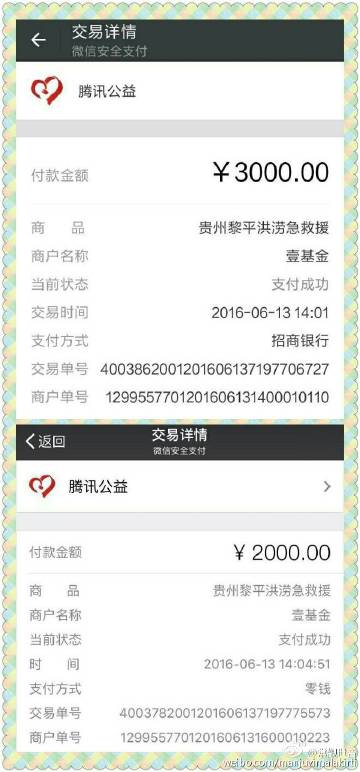 交易详情
微信安全支付
腾讯公益
付款金额 ￥3000.00
商 品 贵州黎平洪涝急救援
商户名称 壹基金
当前状态 支付成功
交易时间 2016-06-13 14:01
支付方式 招商银行
交易单号 4003862001201606137197706727
商户单号 1299557701201606131400010110
返回 交易详情
微信安全支付
腾讯公益
付款金额 ￥2000.00
商 品 贵州黎平洪涝急救援
商户名称 壹基金
当前状态 支付成功
时 间 2016-06-13 14:04:51
支付方式 零钱
交易单号 4003782001201606137197775573
商户单号 1299557701201606131600010223